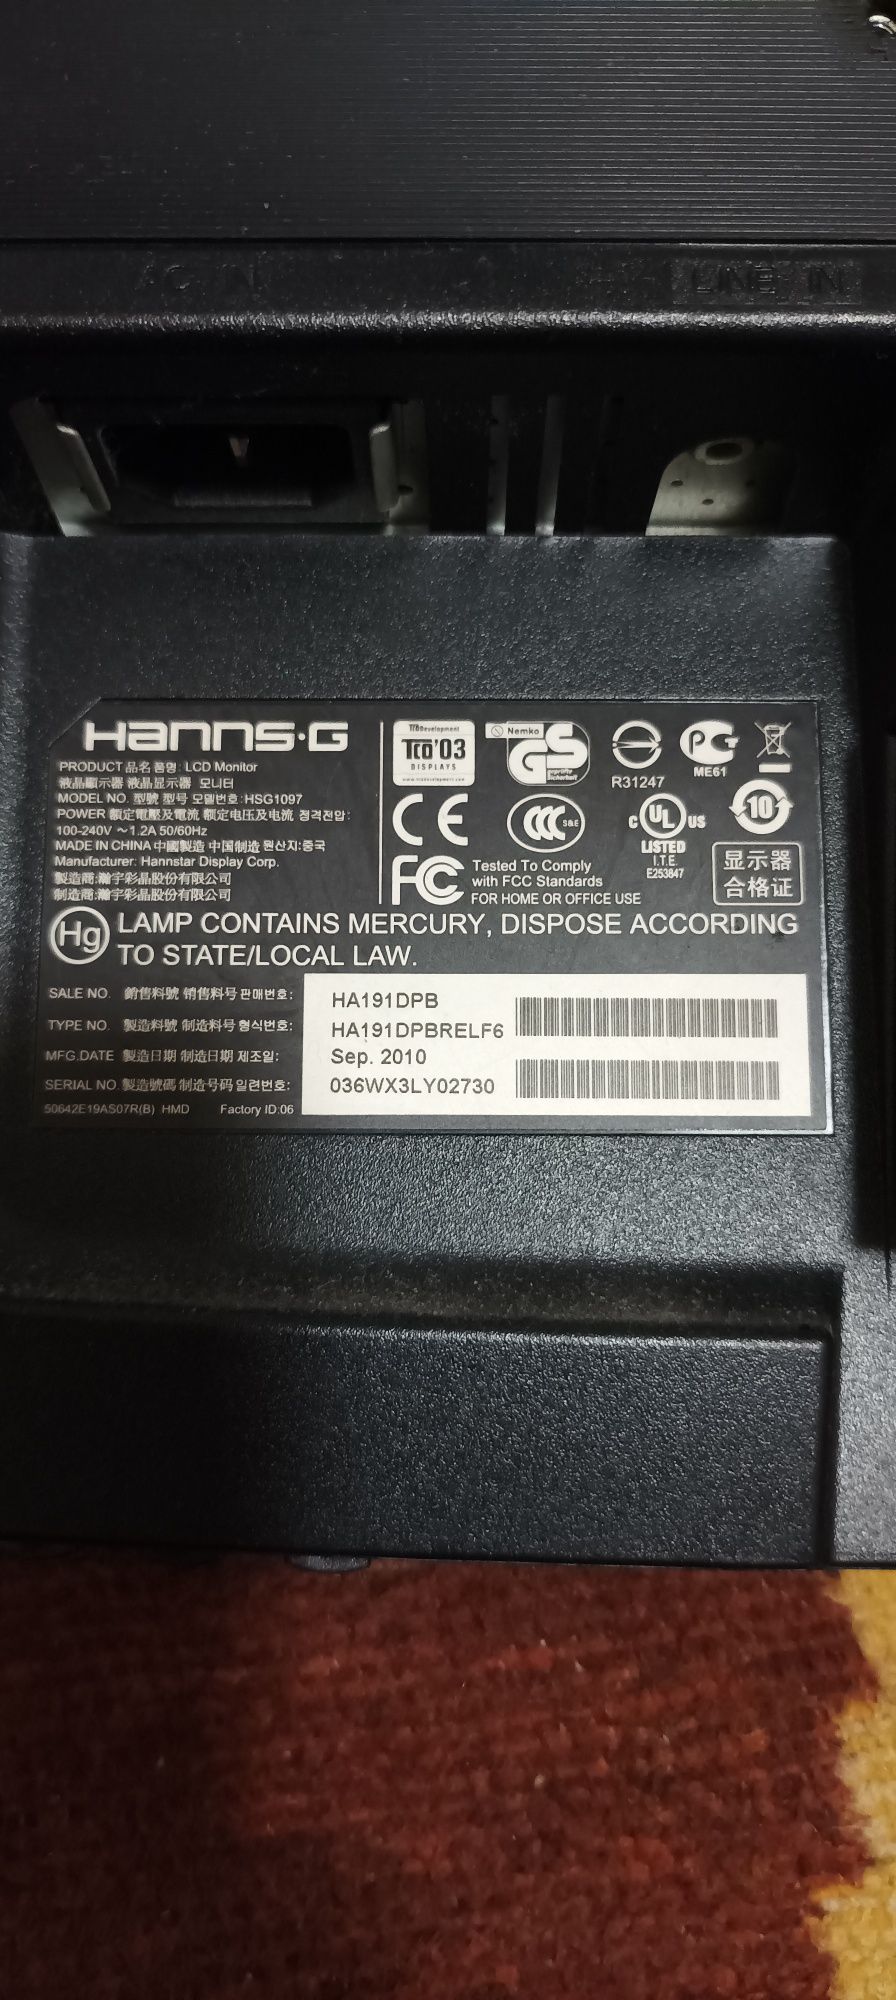 AC IN
LINE IN
HANNS·G
PRODUCT 品名 품명: LCD Monitor
液晶顯示器 液晶显示器 모니터
MODEL NO. 型號 型号 모델번호: HSG1097
POWER 額定電壓及電流 额定电压及电流 정격전압:
100-240V ～1.2A 50/60Hz
MADE IN CHINA 中國製造 中国制造 원산지:중국
Manufacturer: Hannstar Display Corp.
製造商:瀚宇彩晶股份有限公司
制造商:瀚宇彩晶股份有限公司
TCO Development
TCO'03
DISPLAYS
www.tcodevelopment.com
Nemko
GS
geprüfte
Sicherheit
R31247
PG
ME61
CE
CCC
S&E
c UL US
LISTED
I.T.E.
E253847
10
FC
Tested To Comply
with FCC Standards
FOR HOME OR OFFICE USE
显示器
合格证
Hg
LAMP CONTAINS MERCURY, DISPOSE ACCORDING
TO STATE/LOCAL LAW.
SALE NO. 銷售料號 销售料号 판매번호: HA191DPB
TYPE NO. 製造料號 制造料号 형식번호: HA191DPBRELF6
MFG.DATE 製造日期 制造日期 제조일: Sep. 2010
SERIAL NO. 製造號碼 制造号码 일련번호: 036WX3LY02730
50642E19AS07R(B) HMD Factory ID:06